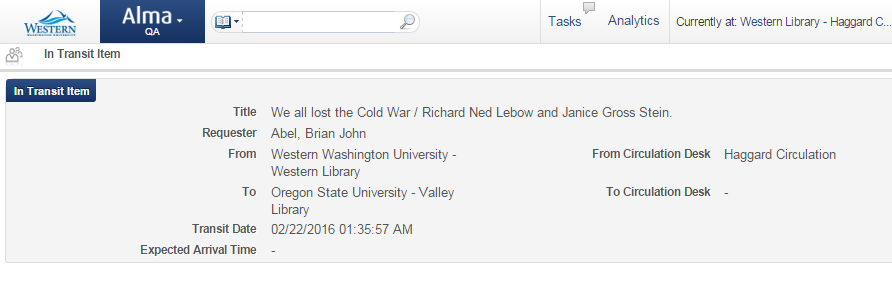 WESTERN
WASHINGTON UNIVERSITY
Alma
QA
Tasks
Analytics
Currently at: Western Library - Haggard C...
In Transit Item
In Transit Item
Title We all lost the Cold War / Richard Ned Lebow and Janice Gross Stein.
Requester Abel, Brian John
From Western Washington University - From Circulation Desk Haggard Circulation
Western Library
To Oregon State University - Valley To Circulation Desk -
Library
Transit Date 02/22/2016 01:35:57 AM
Expected Arrival Time -